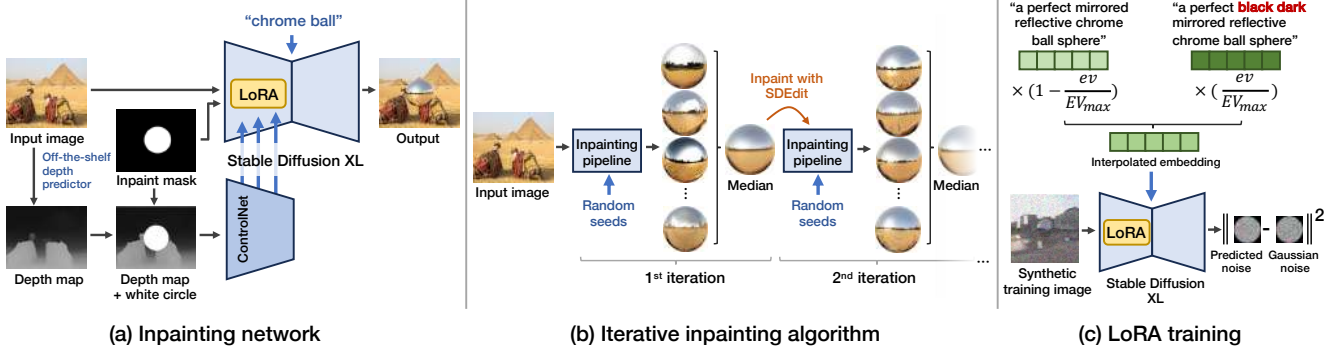 “chrome ball”
LoRA
Input image
Output
Stable Diffusion XL
Off-the-shelf
depth
predictor
Inpaint mask
ControlNet
Depth map
Depth map
+ white circle
(a) Inpainting network
Inpaint with
SDEdit
Inpainting
pipeline
Inpainting
pipeline
Input image
Median
Median
...
Random
seeds
Random
seeds
1st iteration
2nd iteration
...
(b) Iterative inpainting algorithm
“a perfect mirrored
reflective chrome
ball sphere”
“a perfect black dark
mirrored reflective
chrome ball sphere”
× (1 − ev/EVmax)
× (ev/EVmax)
Interpolated embedding
LoRA
|| - ||2
Synthetic
training image
Stable Diffusion
XL
Predicted
noise
Gaussian
noise
(c) LoRA training